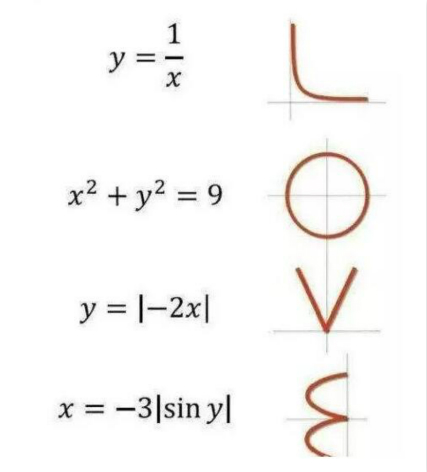 y = 1/x
x² + y² = 9
y = |−2x|
x = −3|sin y|